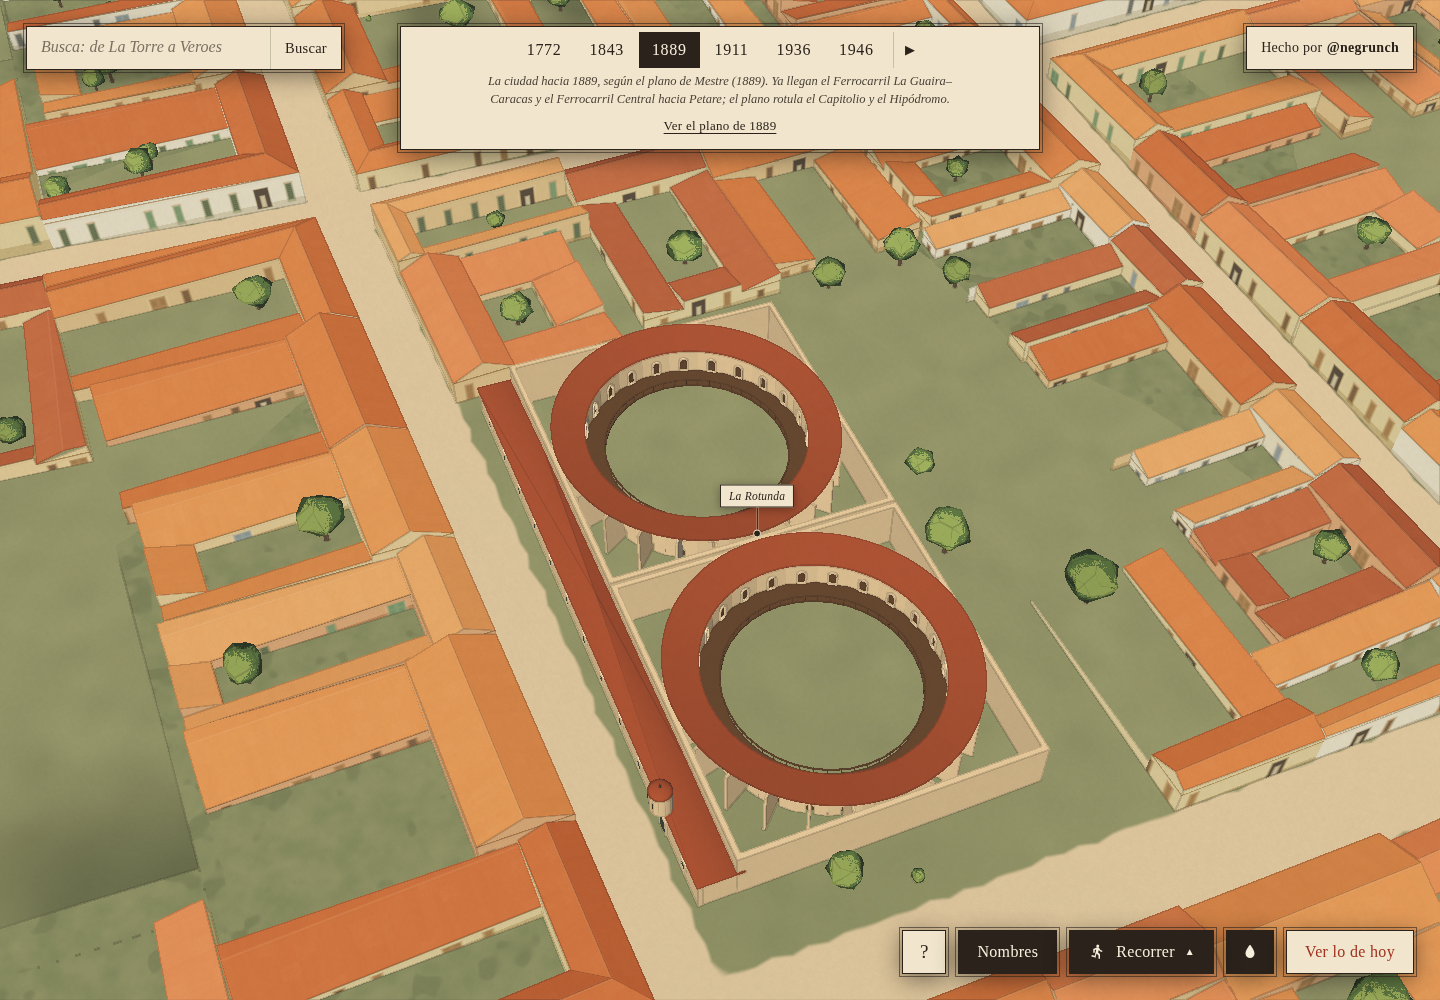 Busca: de La Torre a Veroes
Buscar
1772 1843 1889 1911 1936 1946 ▶
La ciudad hacia 1889, según el plano de Mestre (1889). Ya llegan el Ferrocarril La Guaira–
Caracas y el Ferrocarril Central hacia Petare; el plano rotula el Capitolio y el Hipódromo.
Ver el plano de 1889
Hecho por @negrunch
La Rotunda
?
Nombres
Recorrer ▲
Ver lo de hoy